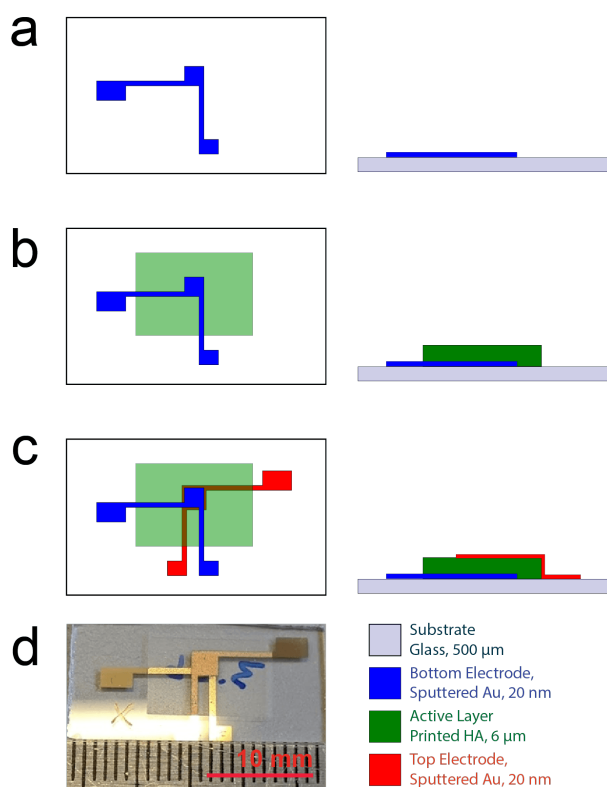 a
b
c
d
10 mm
Substrate
Glass, 500 µm
Bottom Electrode,
Sputtered Au, 20 nm
Active Layer
Printed HA, 6 µm
Top Electrode,
Sputtered Au, 20 nm